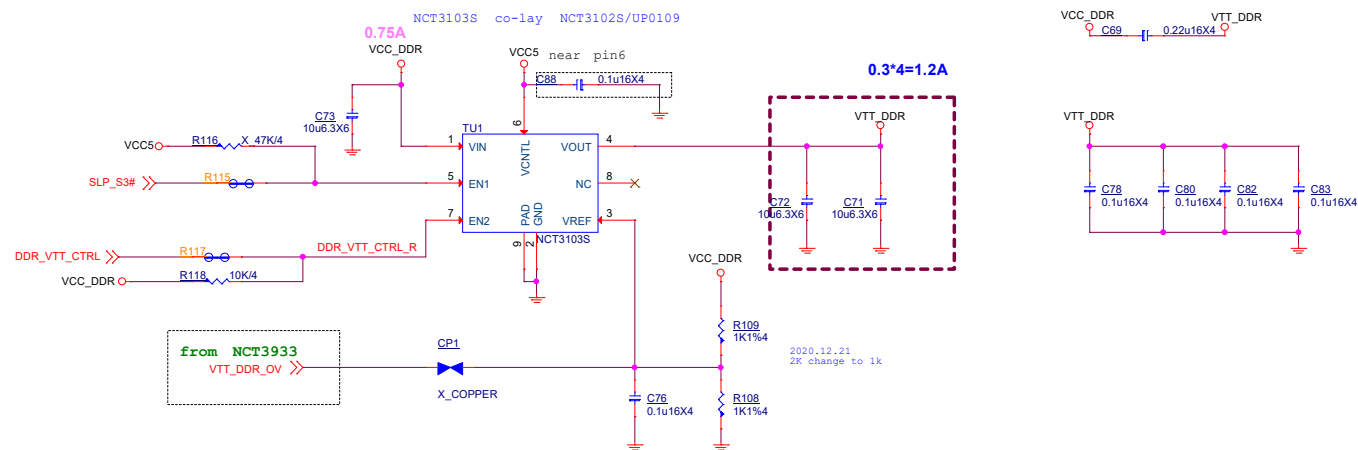 NCT3103S co-lay NCT3102S/UP0109
0.75A
VCC_DDR
VCC5
near pin6
C88
0.1u16X4
0.3*4=1.2A
VCC_DDR
C69
0.22u16X4
VTT_DDR
C73
10u6.3X6
TU1
6
VCC5
R116
X_47K/4
1
VIN
VCNTL
VOUT
4
VTT_DDR
VTT_DDR
SLP_S3#
R115
5
EN1
NC
8
7
EN2
PAD
GND
VREF
3
9
2
NCT3103S
C72
10u6.3X6
C71
10u6.3X6
C78
0.1u16X4
C80
0.1u16X4
C82
0.1u16X4
C83
0.1u16X4
DDR_VTT_CTRL
R117
DDR_VTT_CTRL_R
VCC_DDR
R118
10K/4
VCC_DDR
R109
1K1%4
from NCT3933
VTT_DDR_OV
CP1
X_COPPER
2020.12.21
2K change to 1k
C76
0.1u16X4
R108
1K1%4